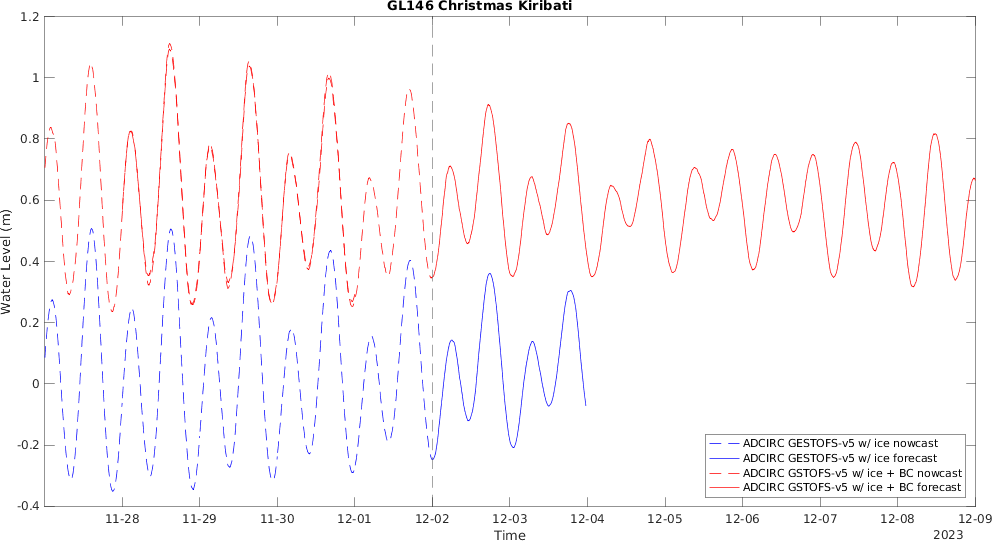 GL146 Christmas Kiribati
1.2
1
0.8
0.6
0.4
0.2
0
-0.2
-0.4
Water Level (m)
ADCIRC GESTOFS-v5 w/ ice nowcast
ADCIRC GESTOFS-v5 w/ ice forecast
ADCIRC GSTOFS-v5 w/ ice + BC nowcast
ADCIRC GSTOFS-v5 w/ ice + BC forecast
11-28 11-29 11-30 12-01 12-02 12-03 12-04 12-05 12-06 12-07 12-08 12-09
Time
2023